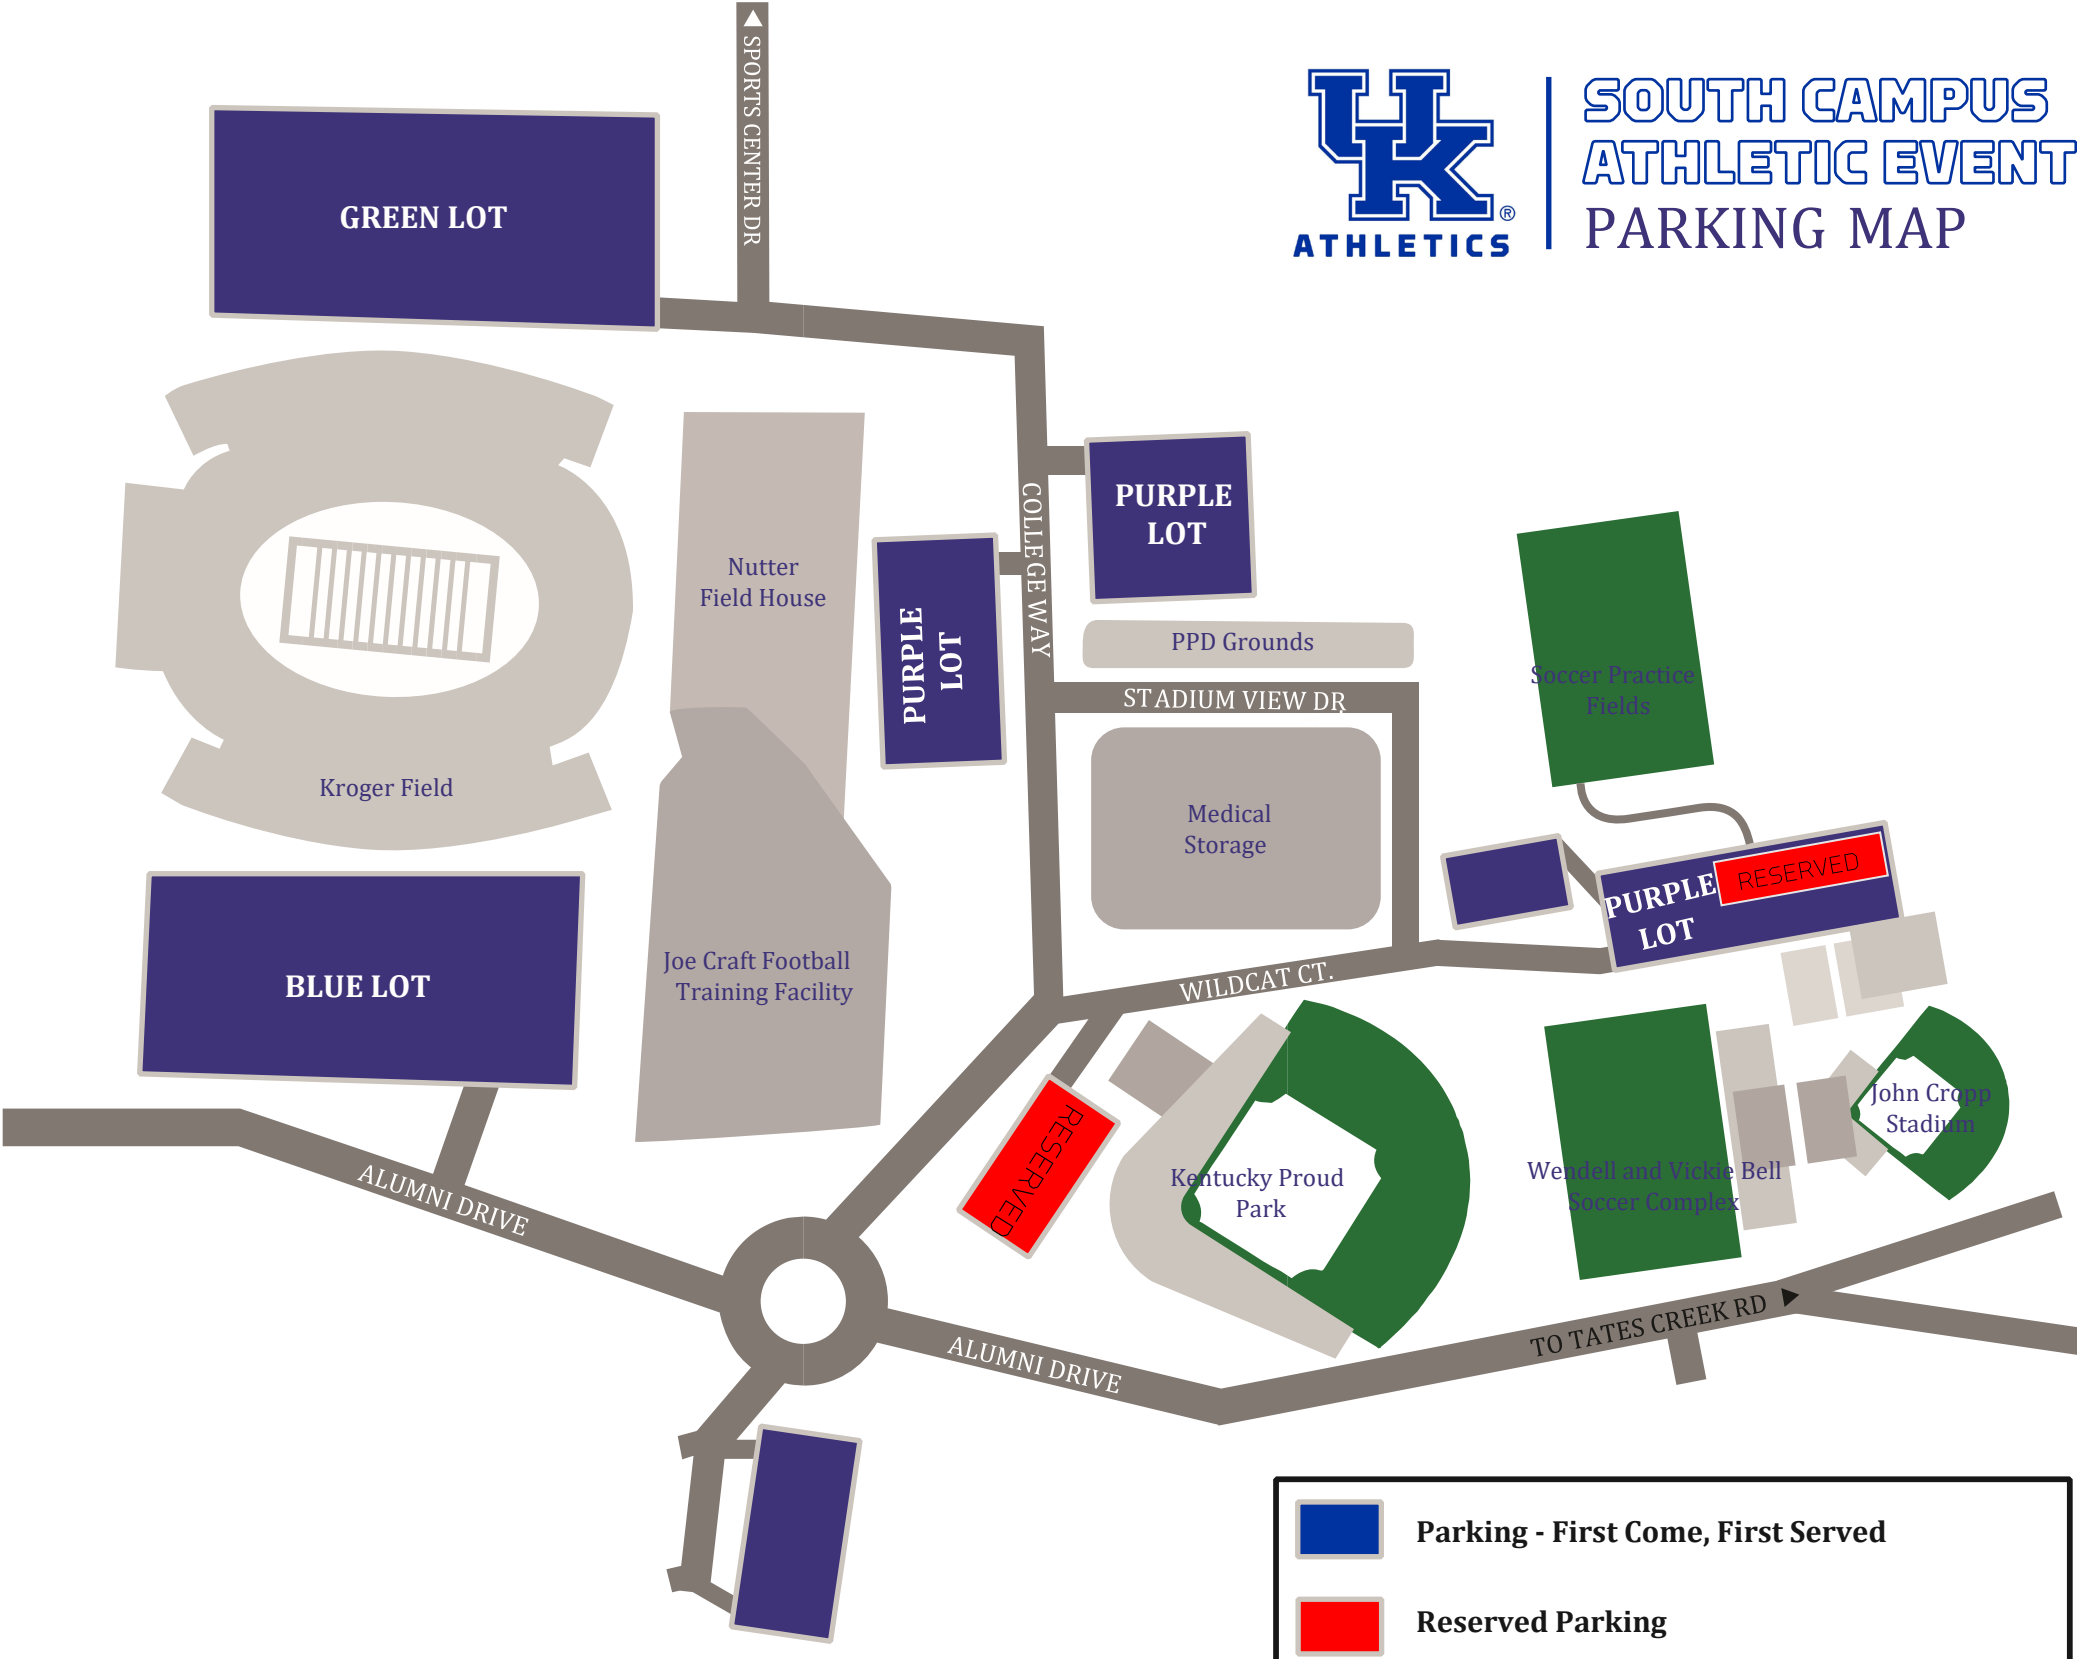 SPORTS CENTER DR
UK
®
ATHLETICS
SOUTH CAMPUS
ATHLETIC EVENT
PARKING MAP
GREEN LOT
PURPLE
LOT
COLLEGE WAY
Nutter
Field House
PURPLE
LOT
PPD Grounds
STADIUM VIEW DR
Soccer Practice
Fields
Kroger Field
Medical
Storage
RESERVED
PURPLE
LOT
BLUE LOT
Joe Craft Football
Training Facility
WILDCAT CT.
RESERVED
John Cropp
Stadium
Kentucky Proud
Park
Wendell and Vickie Bell
Soccer Complex
ALUMNI DRIVE
ALUMNI DRIVE
TO TATES CREEK RD
Parking - First Come, First Served
Reserved Parking